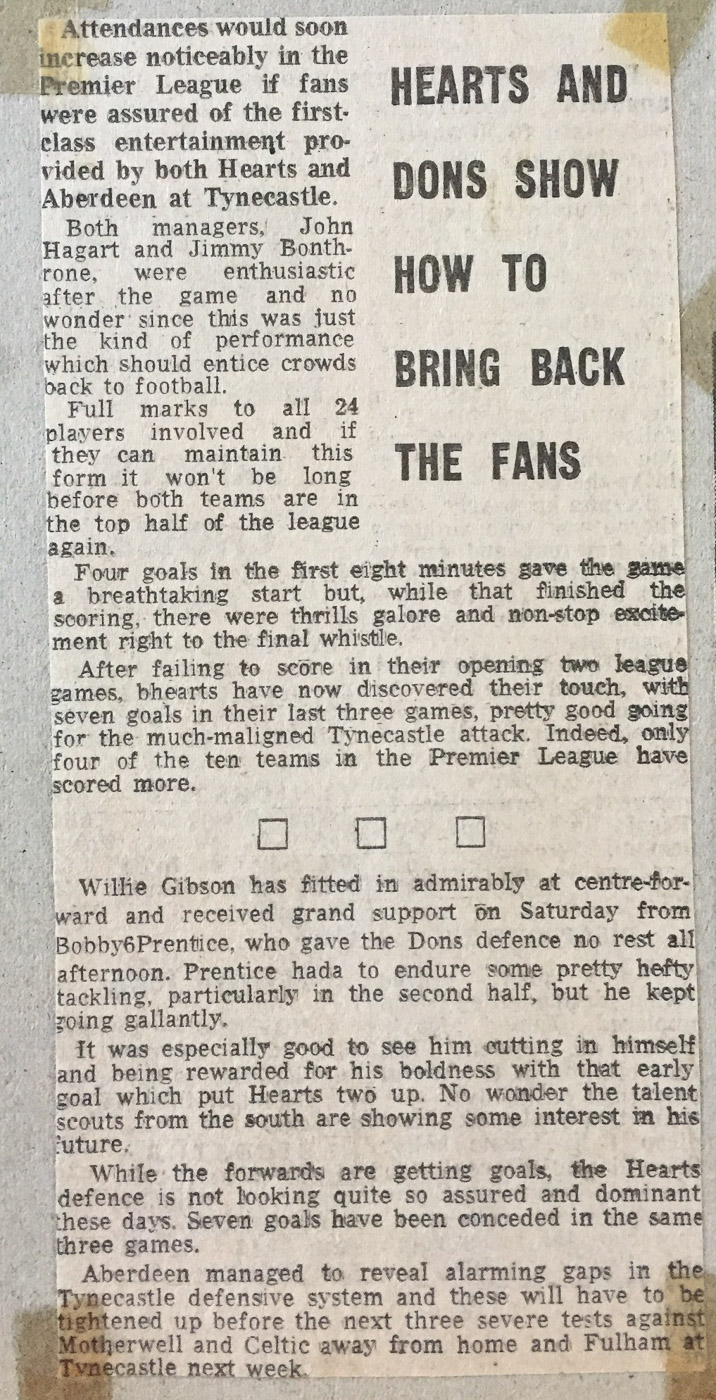 HEARTS AND
DONS SHOW
HOW TO
BRING BACK
THE FANS
Attendances would soon
increase noticeably in the
Premier League if fans
were assured of the first-
class entertainment pro-
vided by both Hearts and
Aberdeen at Tynecastle.
Both managers, John
Hagart and Jimmy Bonth-
rone, were enthusiastic
after the game and no
wonder since this was just
the kind of performance
which should entice crowds
back to football.
Full marks to all 24
players involved and if
they can maintain this
form it won't be long
before both teams are in
the top half of the league
again.
Four goals in the first eight minutes gave the game
a breathtaking start but, while that finished the
scoring, there were thrills galore and non-stop excite-
ment right to the final whistle.
After failing to score in their opening two league
games, bhearts have now discovered their touch, with
seven goals in their last three games, pretty good going
for the much-maligned Tynecastle attack. Indeed, only
four of the ten teams in the Premier League have
scored more.
Willie Gibson has fitted in admirably at centre-for-
ward and received grand support on Saturday from
Bobby6Prentice, who gave the Dons defence no rest all
afternoon. Prentice hada to endure some pretty hefty
tackling, particularly in the second half, but he kept
going gallantly.
It was especially good to see him cutting in himself
and being rewarded for his boldness with that early
goal which put Hearts two up. No wonder the talent
scouts from the south are showing some interest in his
future.
While the forwards are getting goals, the Hearts
defence is not looking quite so assured and dominant
these days. Seven goals have been conceded in the same
three games.
Aberdeen managed to reveal alarming gaps in the
Tynecastle defensive system and these will have to be
tightened up before the next three severe tests against
Motherwell and Celtic away from home and Fulham at
Tynecastle next week.